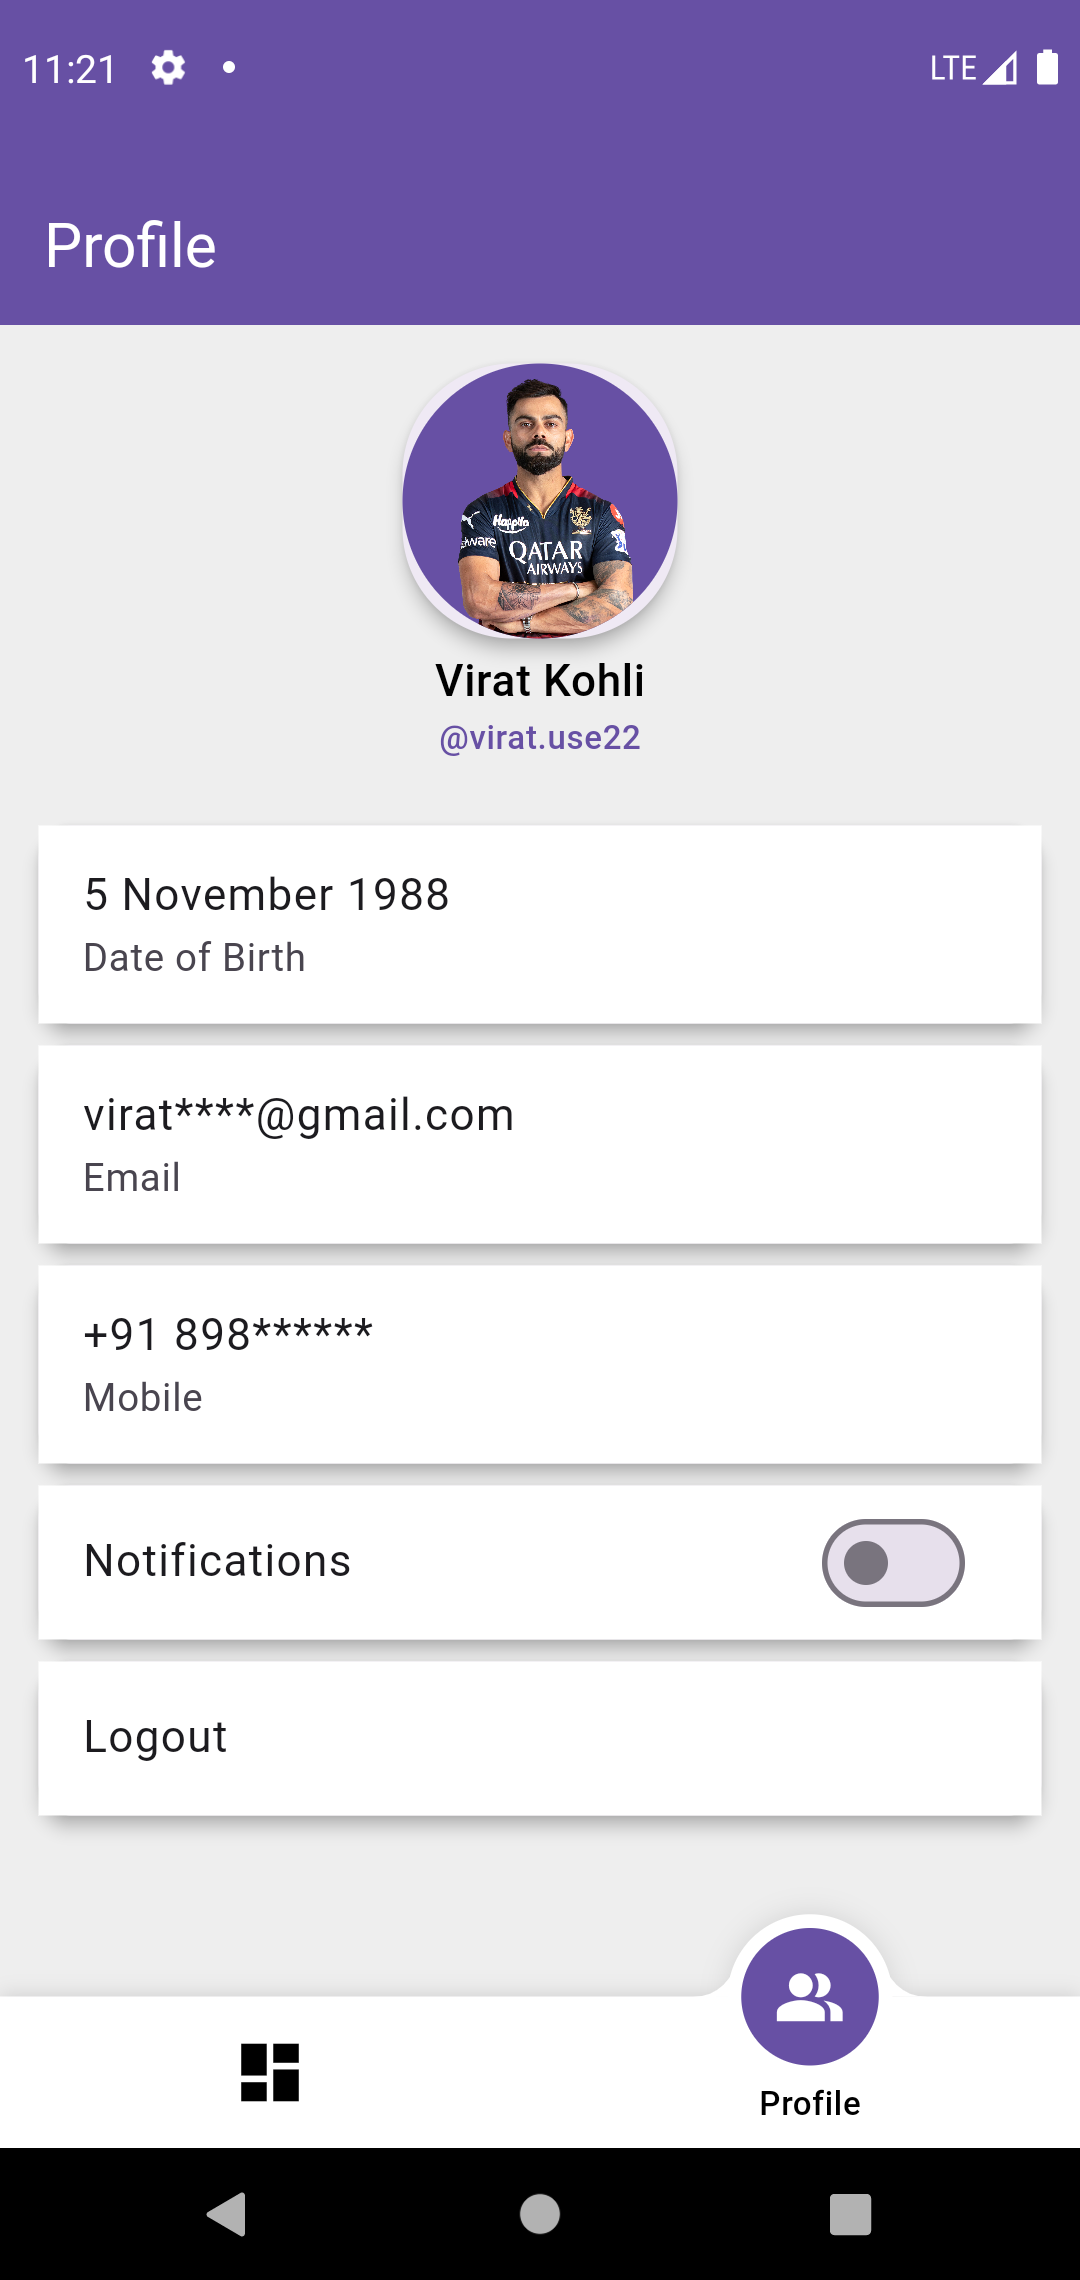 11:21
LTE
Profile
Happilo
QATAR
AIRWAYS
Virat Kohli
@virat.use22
5 November 1988
Date of Birth
virat****@gmail.com
Email
+91 898******
Mobile
Notifications
Logout
Profile